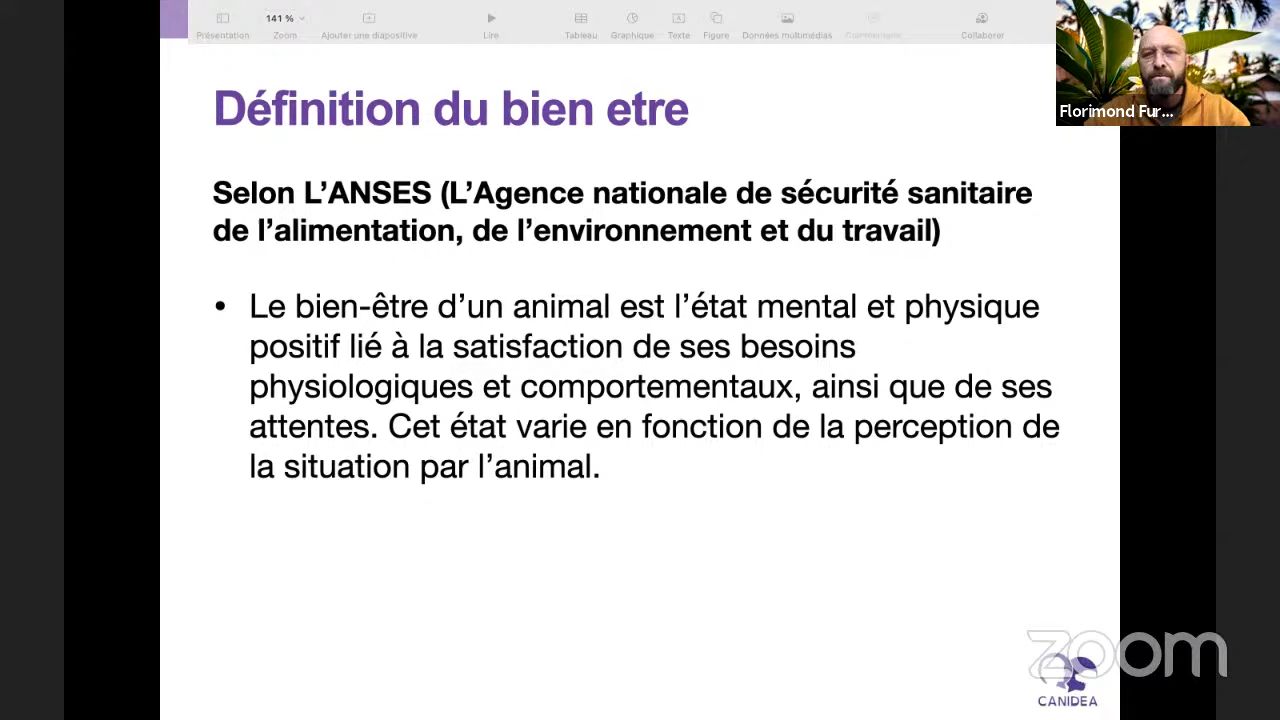 141 %
Présentation
Zoom
Ajouter une diapositive
Lire
Tableau
Graphique
Texte
Figure
Données multimédias
Commentaire
Collaborer
Florimond Fur...
Définition du bien etre
Selon L’ANSES (L’Agence nationale de sécurité sanitaire
de l’alimentation, de l’environnement et du travail)
• Le bien-être d’un animal est l’état mental et physique
positif lié à la satisfaction de ses besoins
physiologiques et comportementaux, ainsi que de ses
attentes. Cet état varie en fonction de la perception de
la situation par l’animal.
zoom
CANIDEA